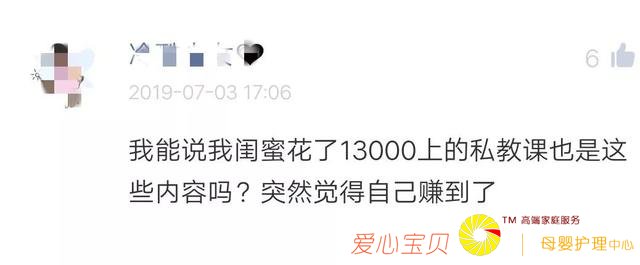 6
2019-07-03 17:06
我能说我闺蜜花了13000上的私教课也是这
些内容吗？突然觉得自己赚到了
TM 高端家庭服务
爱心宝贝
母婴护理中心